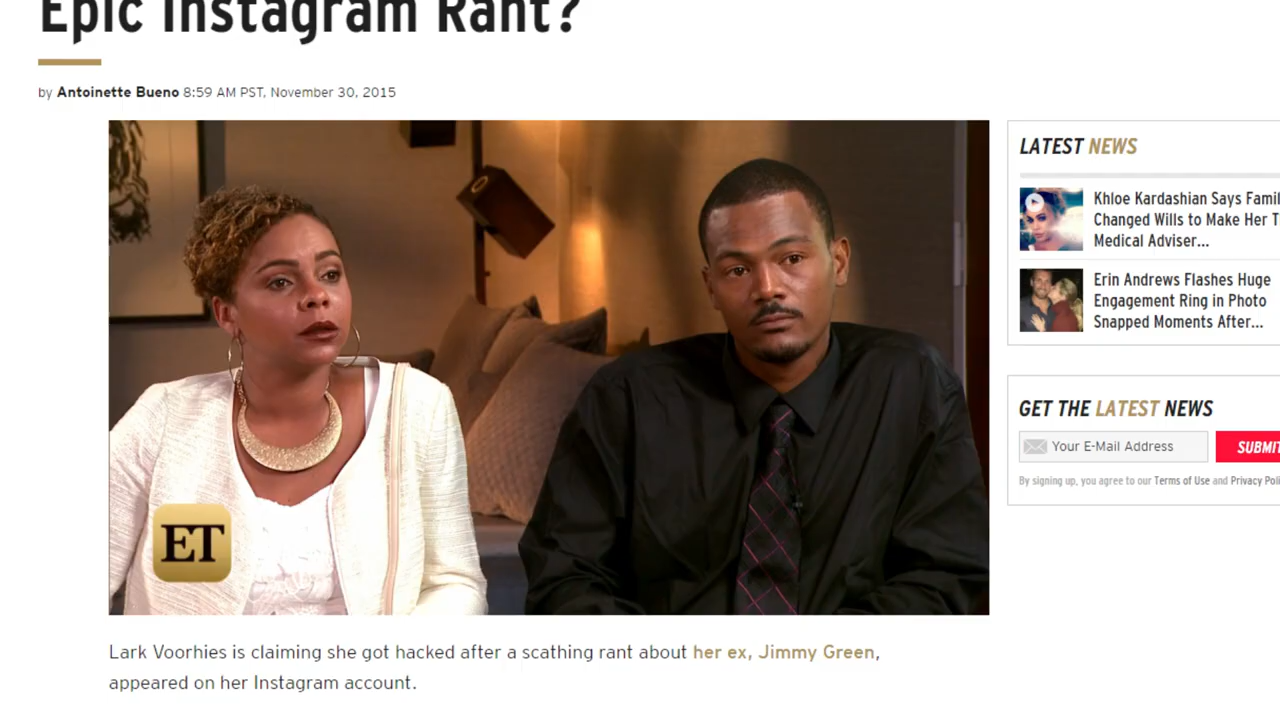 Epic Instagram Rant?
by Antoinette Bueno 8:59 AM PST, November 30, 2015
ET
Lark Voorhies is claiming she got hacked after a scathing rant about her ex, Jimmy Green,
appeared on her Instagram account.
LATEST NEWS
Khloe Kardashian Says Famil
Changed Wills to Make Her T
Medical Adviser...
Erin Andrews Flashes Huge
Engagement Ring in Photo
Snapped Moments After...
GET THE LATEST NEWS
Your E-Mail Address
SUBMIT
By signing up, you agree to our Terms of Use and Privacy Poli